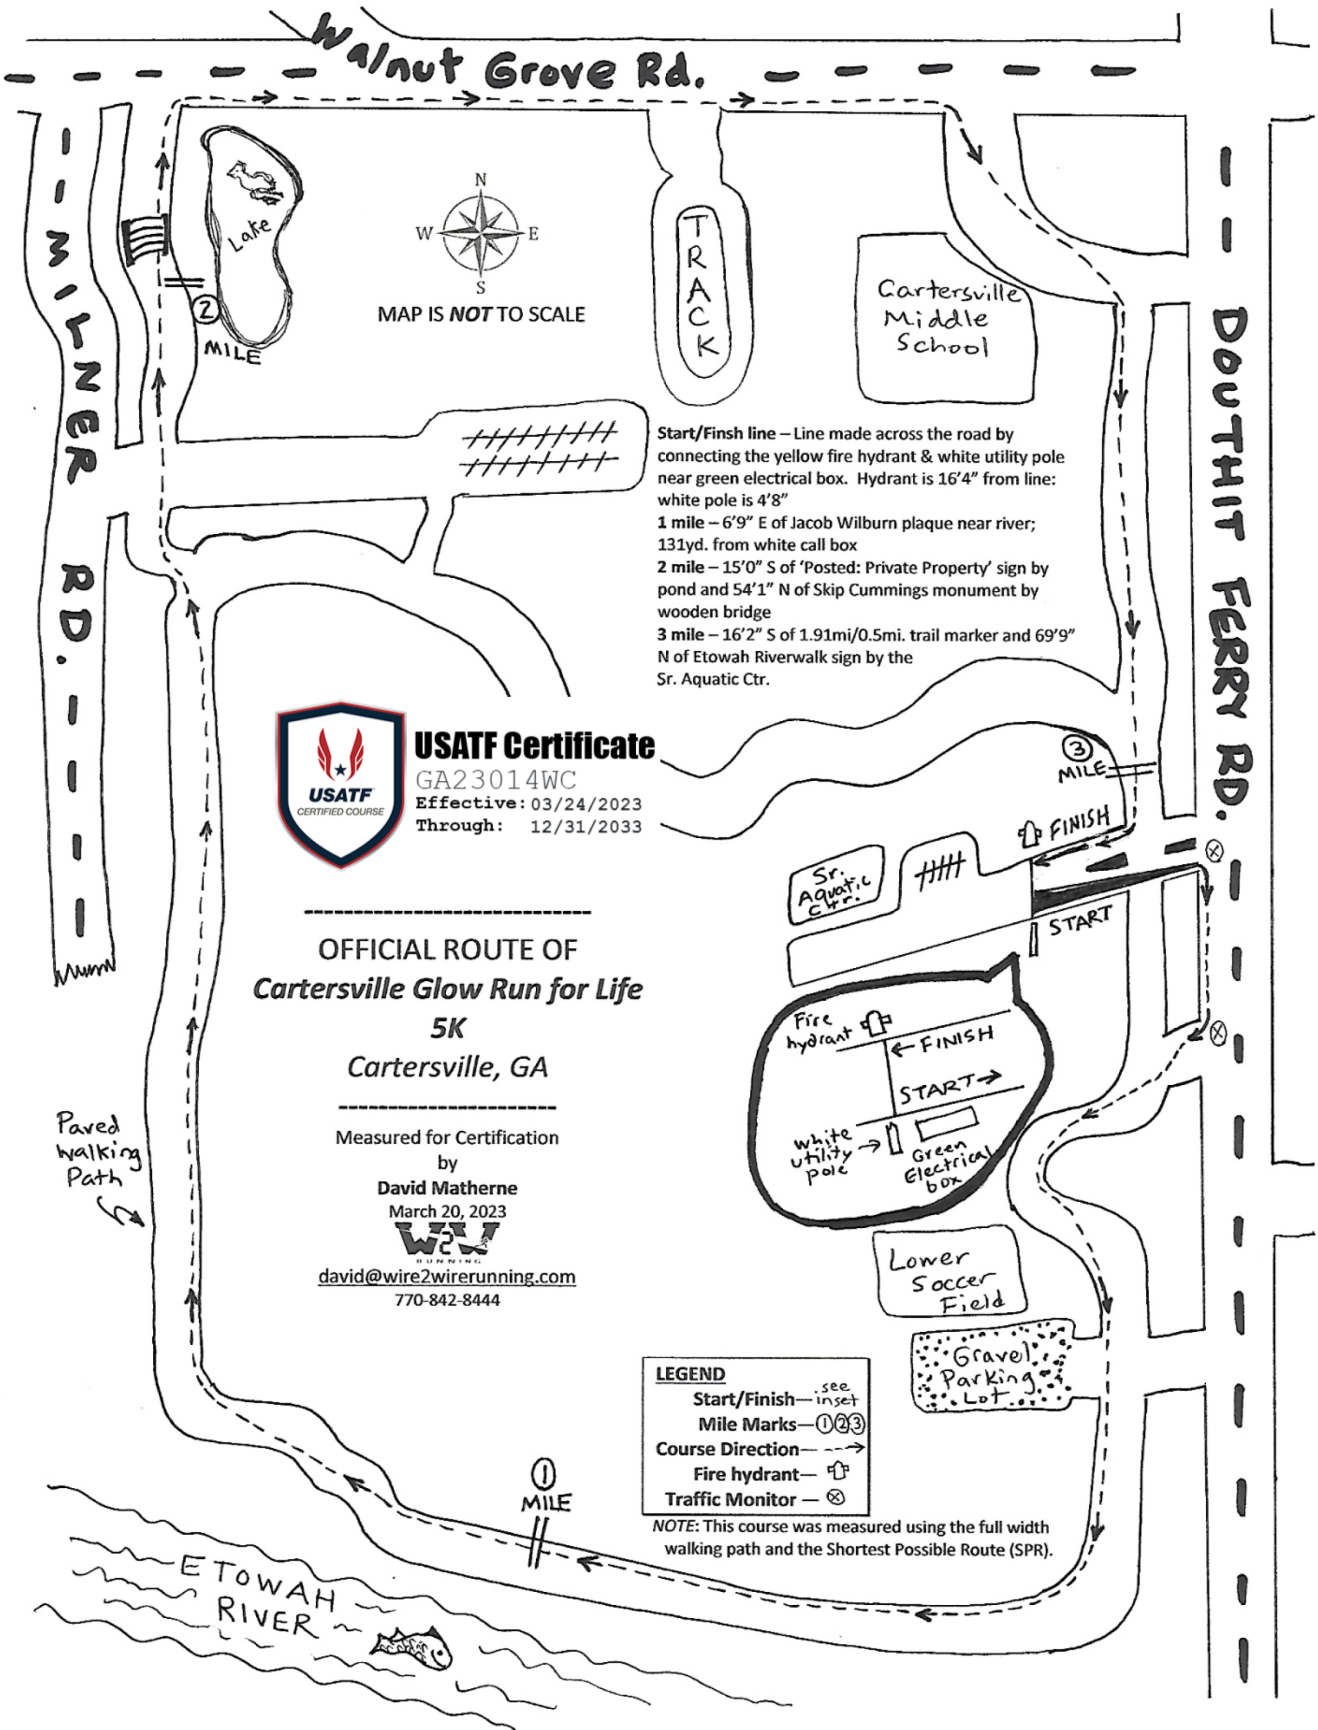 Walnut Grove Rd.
MILNER RD.
Lake
N
W E
S
MAP IS NOT TO SCALE
TRACK
Cartersville
Middle
School
DOUTHIT FERRY RD.
2
MILE
Start/Finsh line – Line made across the road by
connecting the yellow fire hydrant & white utility pole
near green electrical box. Hydrant is 16'4" from line:
white pole is 4'8"
1 mile – 6'9" E of Jacob Wilburn plaque near river;
131yd. from white call box
2 mile – 15'0" S of 'Posted: Private Property' sign by
pond and 54'1" N of Skip Cummings monument by
wooden bridge
3 mile – 16'2" S of 1.91mi/0.5mi. trail marker and 69'9"
N of Etowah Riverwalk sign by the
Sr. Aquatic Ctr.
USATF
CERTIFIED COURSE
USATF Certificate
GA23014WC
Effective: 03/24/2023
Through: 12/31/2033
3
MILE
FINISH
Sr.
Aquatic
Ctr.
START
OFFICIAL ROUTE OF
Cartersville Glow Run for Life
5K
Cartersville, GA
Measured for Certification
by
David Matherne
March 20, 2023
W2W
RUNNING
david@wire2wirerunning.com
770-842-8444
Fire
hydrant
←FINISH
START→
White
utility
pole
Green
Electrical
box
Paved
Walking
Path
Lower
Soccer
Field
Gravel
Parking
Lot
LEGEND
Start/Finish— see inset
Mile Marks—①②③
Course Direction– --→
Fire hydrant—
Traffic Monitor — ⊗
NOTE: This course was measured using the full width
walking path and the Shortest Possible Route (SPR).
1
MILE
ETOWAH
RIVER